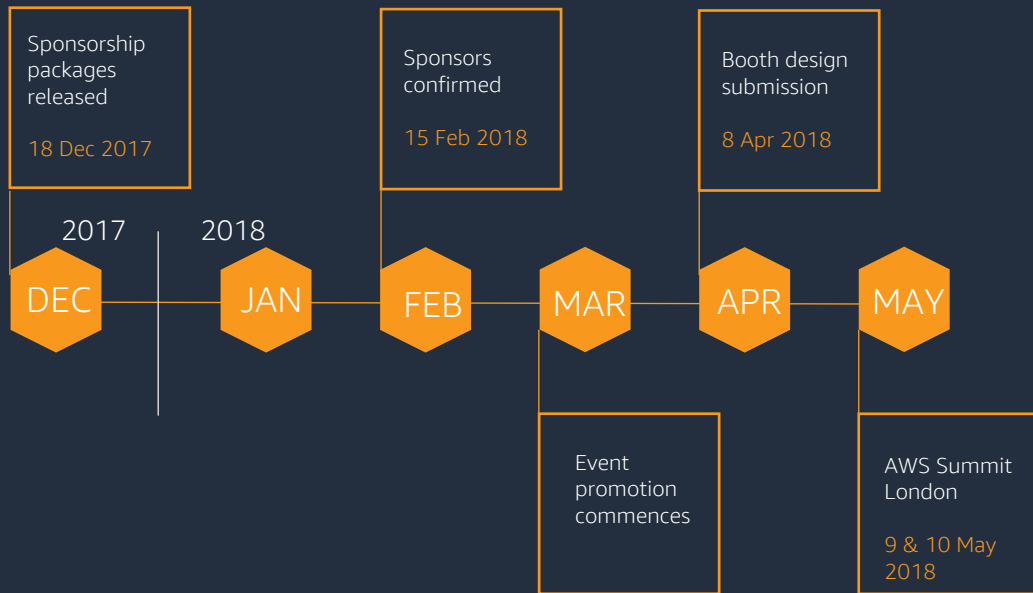 Sponsorship
packages
released
18 Dec 2017
Sponsors
confirmed
15 Feb 2018
Booth design
submission
8 Apr 2018
2017
2018
DEC
JAN
FEB
MAR
APR
MAY
Event
promotion
commences
AWS Summit
London
9 & 10 May
2018